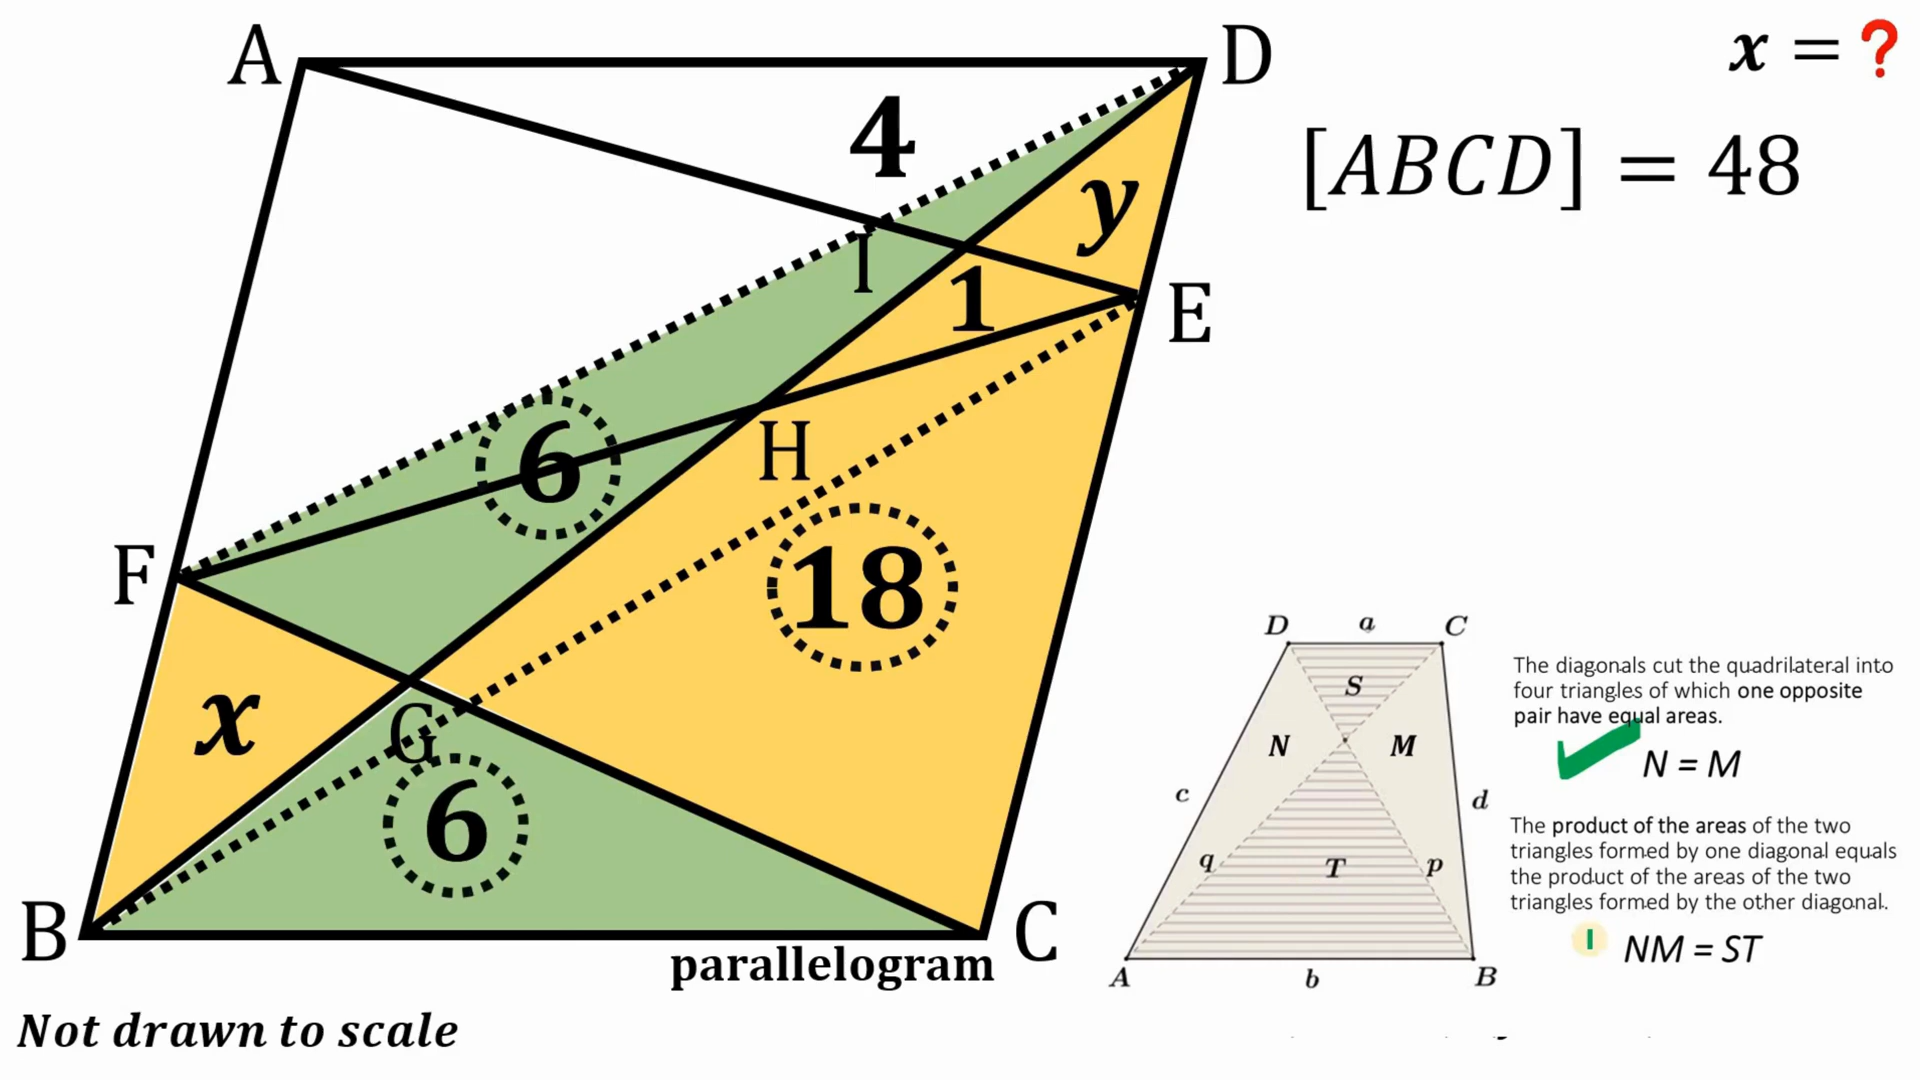 A
D
x = ?
4
[ABCD] = 48
y
I
1
E
6
H
F
18
x
G
6
B
C
parallelogram
Not drawn to scale
D a C
S
N M
c d
q T p
A b B
The diagonals cut the quadrilateral into
four triangles of which one opposite
pair have equal areas.
N = M
The product of the areas of the two
triangles formed by one diagonal equals
the product of the areas of the two
triangles formed by the other diagonal.
NM = ST